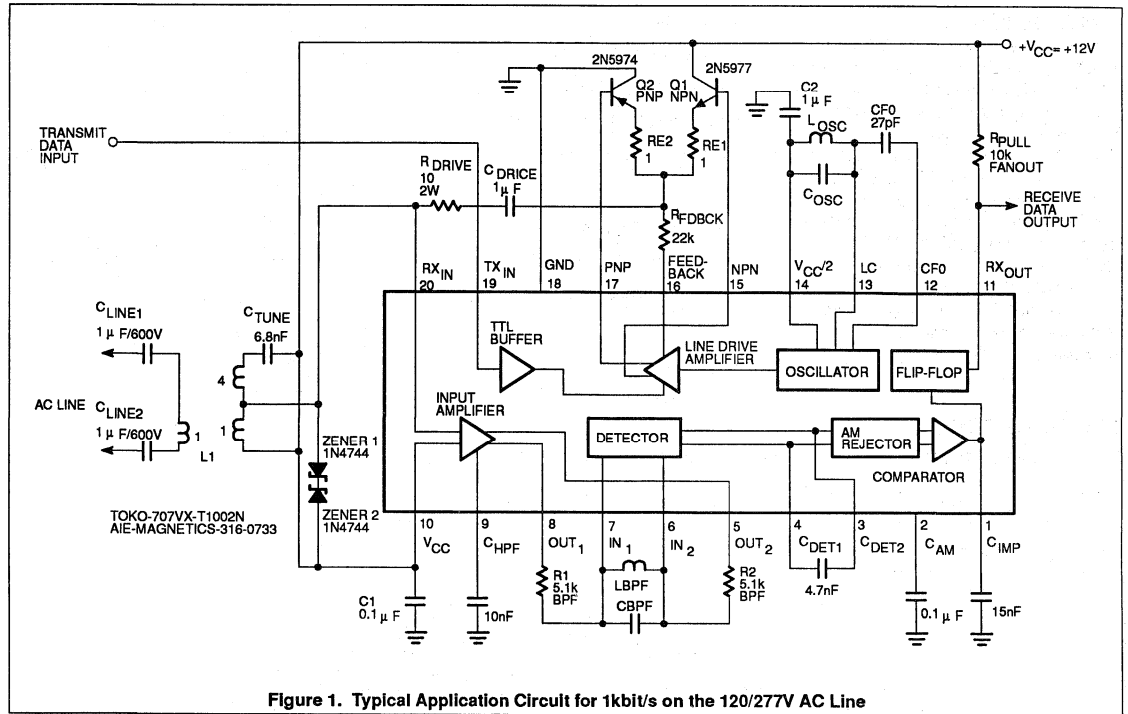 +VCC= +12V
2N5974
2N5977
Q2
PNP
Q1
NPN
C2
1 μ F
LOSC
CF0
27pF
TRANSMIT
DATA
INPUT
RE2
1
RE1
1
RPULL
10k
FANOUT
R DRIVE
10
2W
C DRICE
1 μ F
COSC
RECEIVE
DATA
OUTPUT
RFDBCK
22k
RXIN
20
TXIN
19
GND
18
PNP
17
FEED-
BACK
16
NPN
15
VCC/2
14
LC
13
CF0
12
RXOUT
11
CLINE1
1 μ F/600V
CTUNE
6.8nF
TTL
BUFFER
LINE DRIVE
AMPLIFIER
OSCILLATOR
FLIP-FLOP
4
AC LINE
CLINE2
1 μ F/600V
1
L1
1
INPUT
AMPLIFIER
DETECTOR
AM
REJECTOR
COMPARATOR
ZENER 1
1N4744
ZENER 2
1N4744
TOKO-707VX-T1002N
AIE-MAGNETICS-316-0733
10
VCC
9
CHPF
8
OUT1
7
IN1
6
IN2
5
OUT2
4
CDET1
3
CDET2
2
CAM
1
CIMP
R1
5.1k
BPF
LBPF
CBPF
R2
5.1k
BPF
4.7nF
C1
0.1 μ F
10nF
0.1 μ F
15nF
Figure 1. Typical Application Circuit for 1kbit/s on the 120/277V AC Line